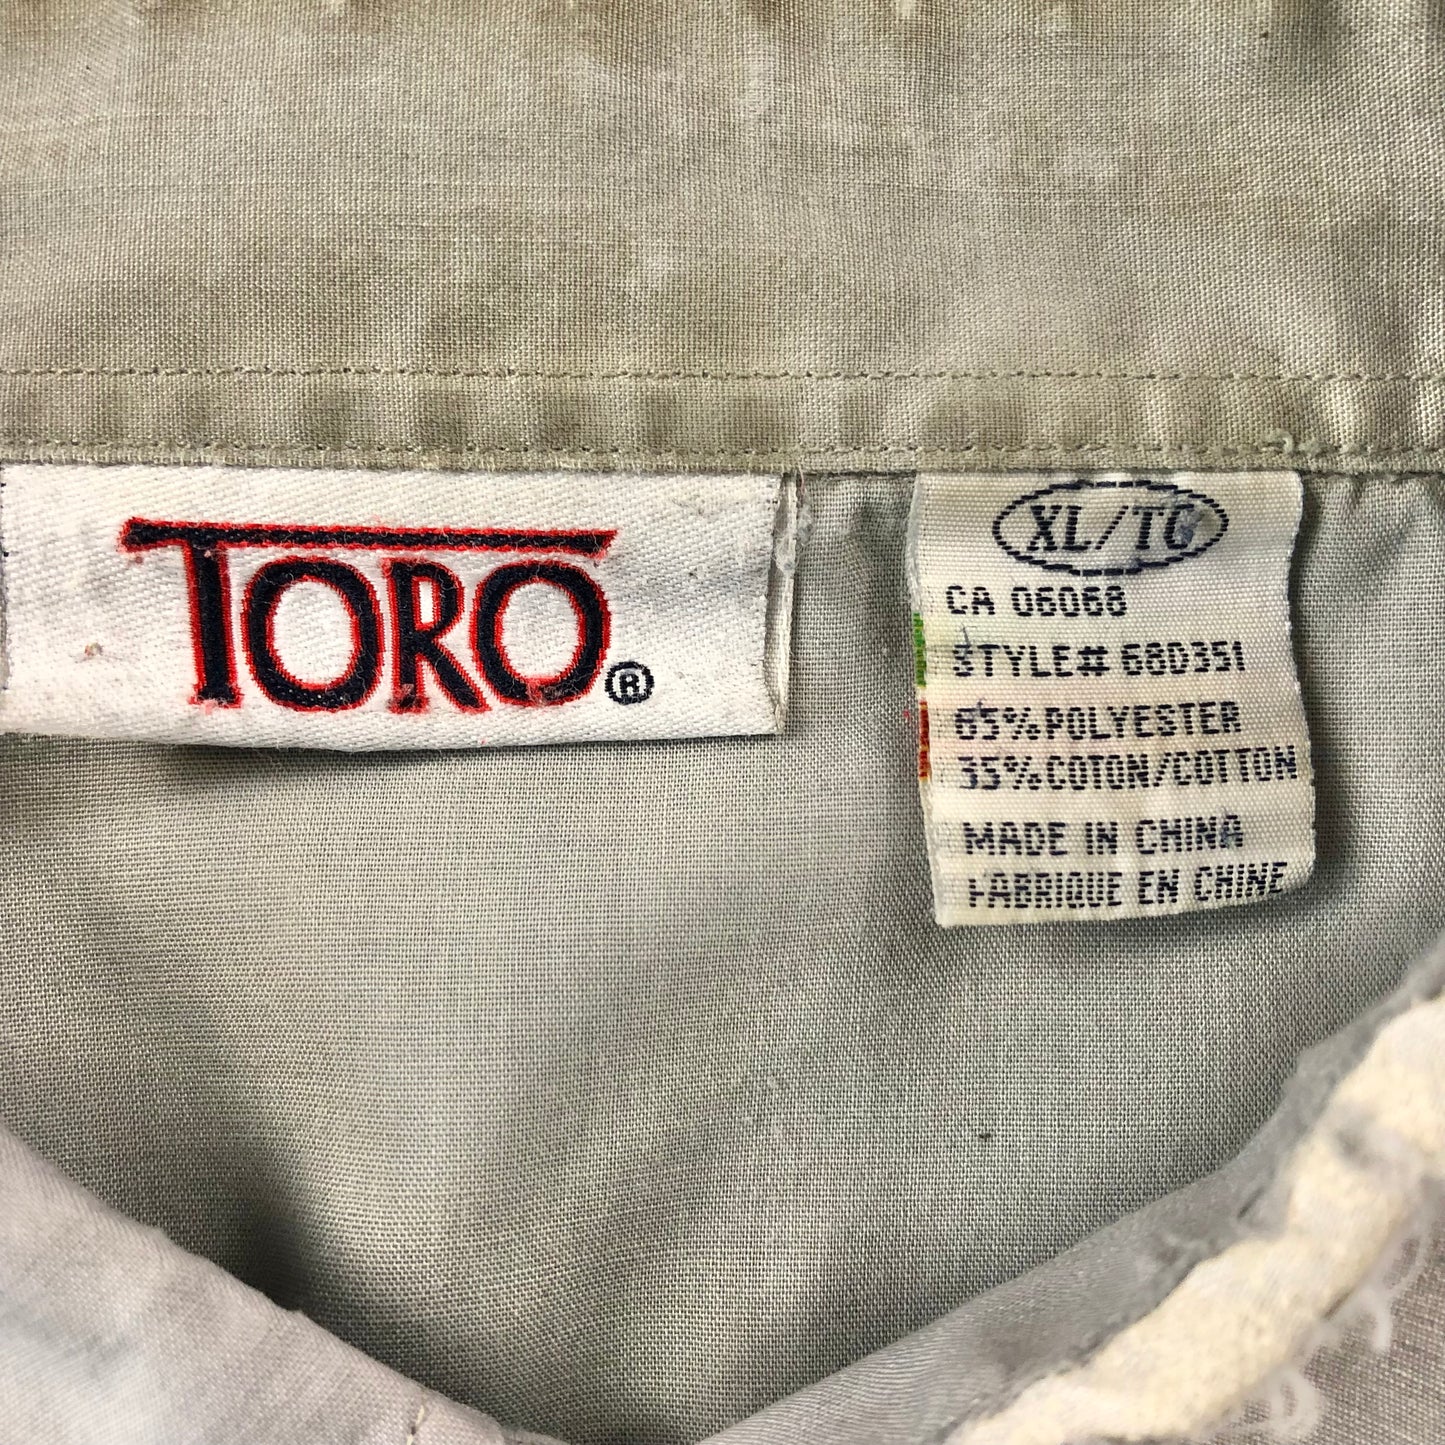 TORO®
XL/TG
CA 06068
STYLE# 68D351
65% POLYESTER
35% COTON/COTTON
MADE IN CHINA
FABRIQUE EN CHINE